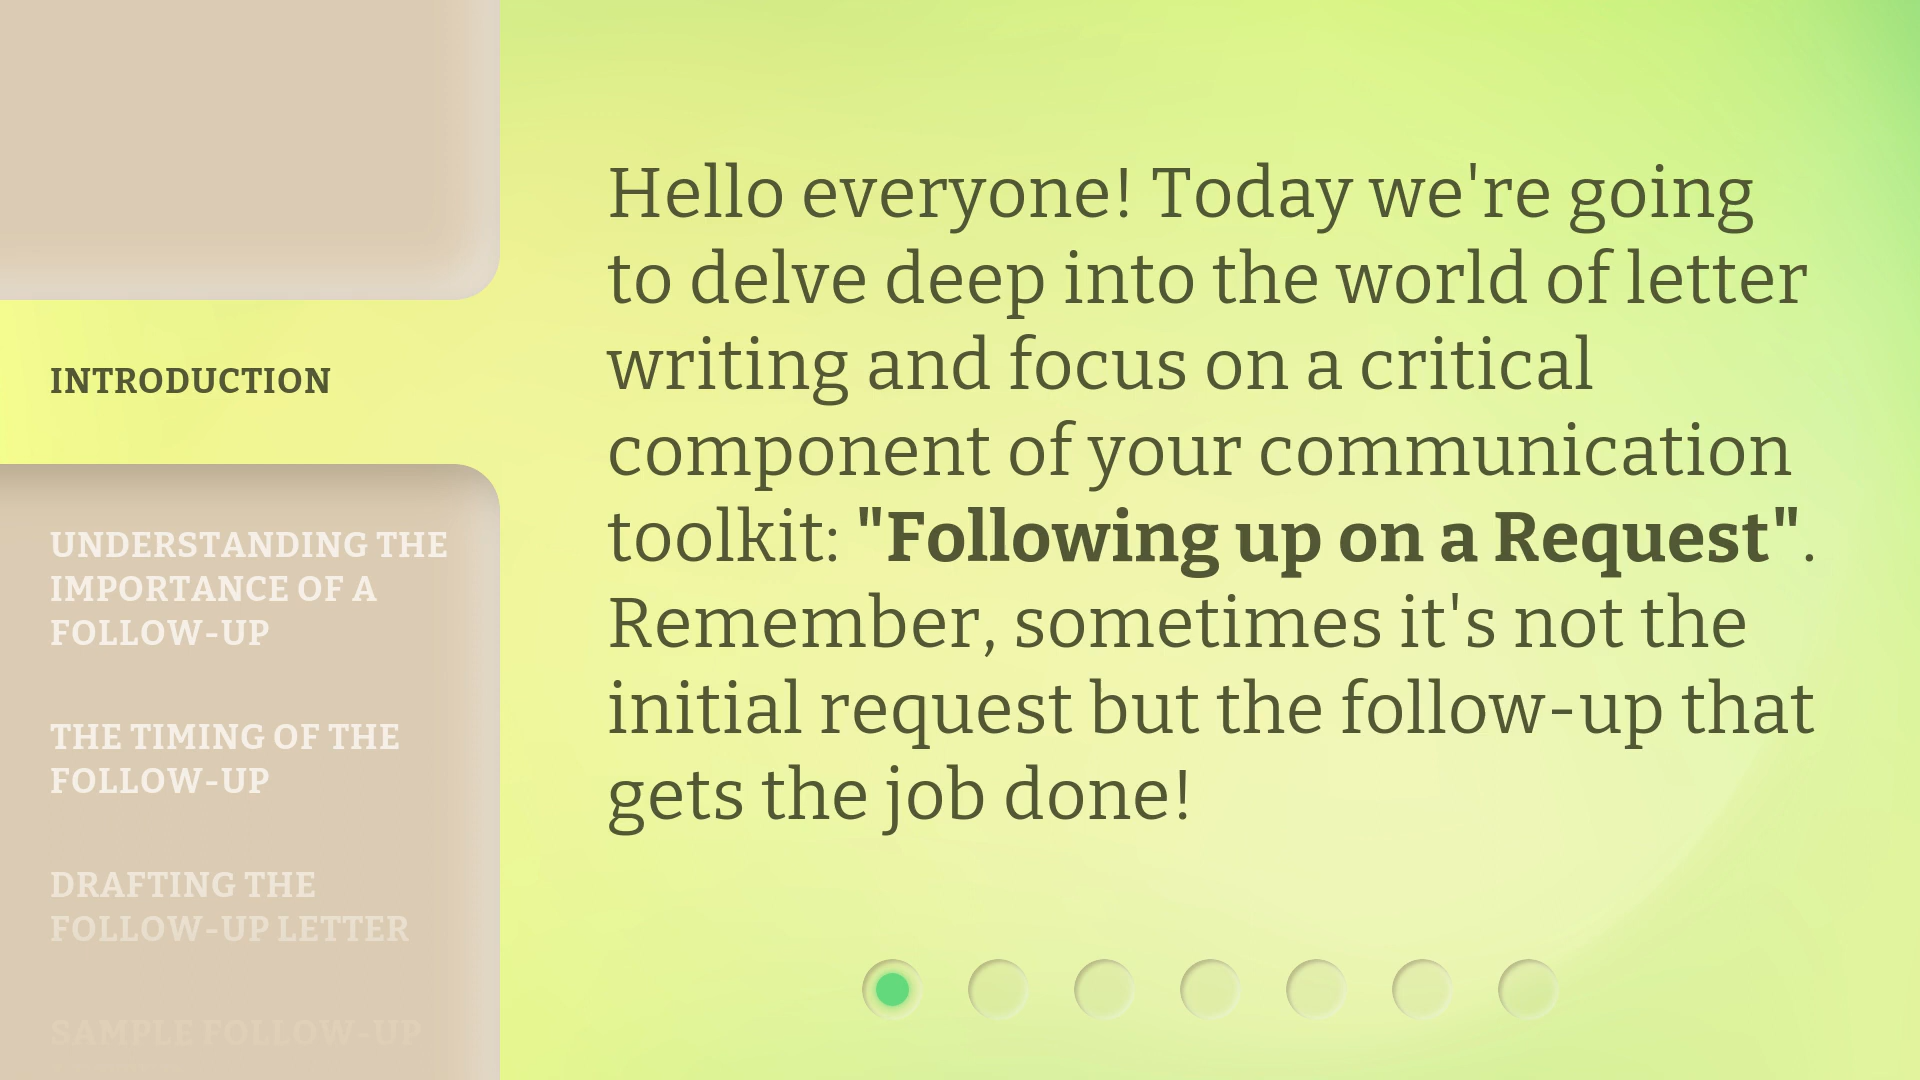 INTRODUCTION
UNDERSTANDING THE
IMPORTANCE OF A
FOLLOW-UP
THE TIMING OF THE
FOLLOW-UP
DRAFTING THE
FOLLOW-UP LETTER
SAMPLE FOLLOW-UP
Hello everyone! Today we're going
to delve deep into the world of letter
writing and focus on a critical
component of your communication
toolkit: "Following up on a Request".
Remember, sometimes it's not the
initial request but the follow-up that
gets the job done!